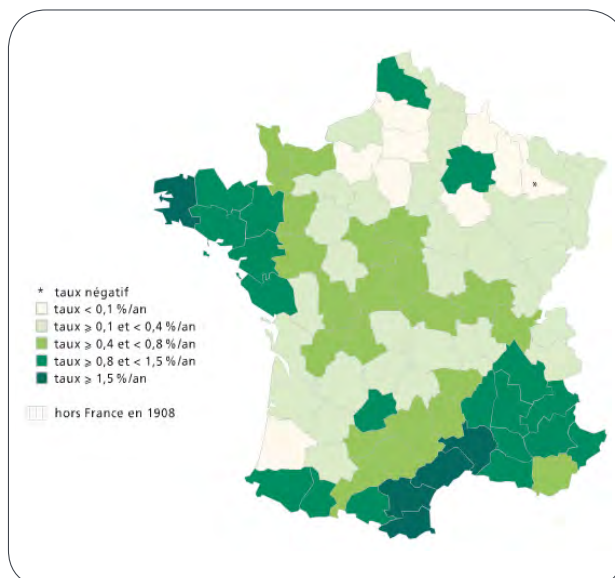 * taux négatif
taux < 0,1 %/an
taux ⩾ 0,1 et < 0,4 %/an
taux ⩾ 0,4 et < 0,8 %/an
taux ⩾ 0,8 et < 1,5 %/an
taux ⩾ 1,5 %/an
hors France en 1908
*